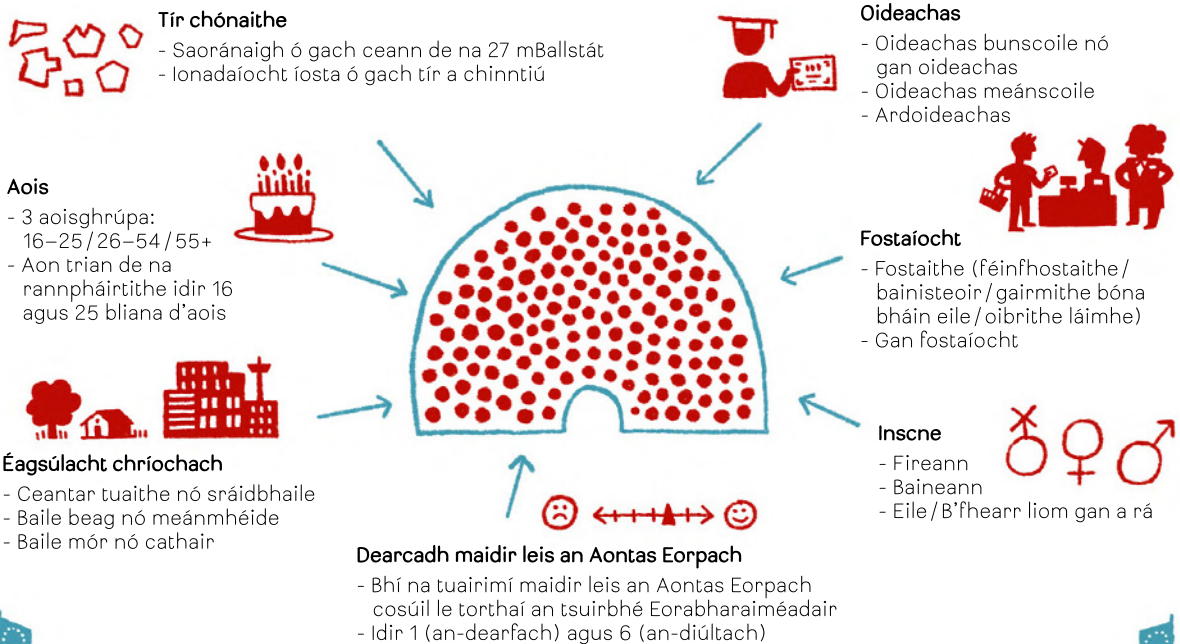 Tír chónaithe
- Saoránaigh ó gach ceann de na 27 mBallstát
- Ionadaíocht íosta ó gach tír a chinntiú
Oideachas
- Oideachas bunscoile nó
gan oideachas
- Oideachas meánscoile
- Ardoideachas
Aois
- 3 aoisghrúpa:
16–25/26–54/55+
- Aon trian de na
rannpháirtithe idir 16
agus 25 bliana d'aois
Fostaíocht
- Fostaithe (féinfhostaithe/
bainisteoir/gairmithe bóna
bháin eile/oibrithe láimhe)
- Gan fostaíocht
Éagsúlacht chríochach
- Ceantar tuaithe nó sráidbhaile
- Baile beag nó meánmhéide
- Baile mór nó cathair
Inscne
- Fireann
- Baineann
- Eile/B'fhearr liom gan a rá
Dearcadh maidir leis an Aontas Eorpach
- Bhí na tuairimí maidir leis an Aontas Eorpach
cosúil le torthaí an tsuirbhé Eorabharaiméadair
- Idir 1 (an-dearfach) agus 6 (an-diúltach)